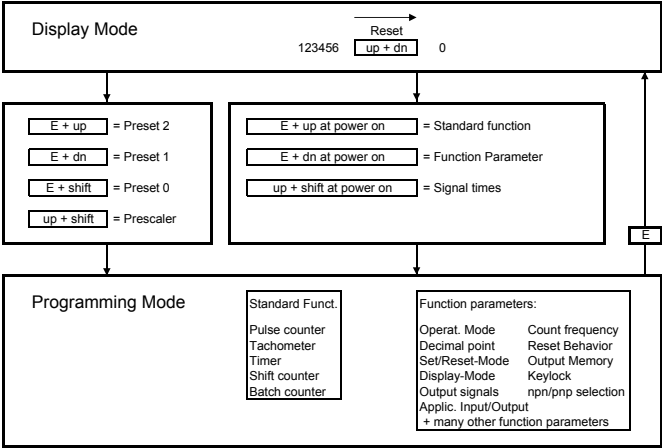 Display Mode
Reset
123456 up + dn 0
E + up = Preset 2
E + dn = Preset 1
E + shift = Preset 0
up + shift = Prescaler
E + up at power on = Standard function
E + dn at power on = Function Parameter
up + shift at power on = Signal times
E
Programming Mode
Standard Funct.
Pulse counter
Tachometer
Timer
Shift counter
Batch counter
Function parameters:
Operat. Mode Count frequency
Decimal point Reset Behavior
Set/Reset-Mode Output Memory
Display-Mode Keylock
Output signals npn/pnp selection
Applic. Input/Output
+ many other function parameters